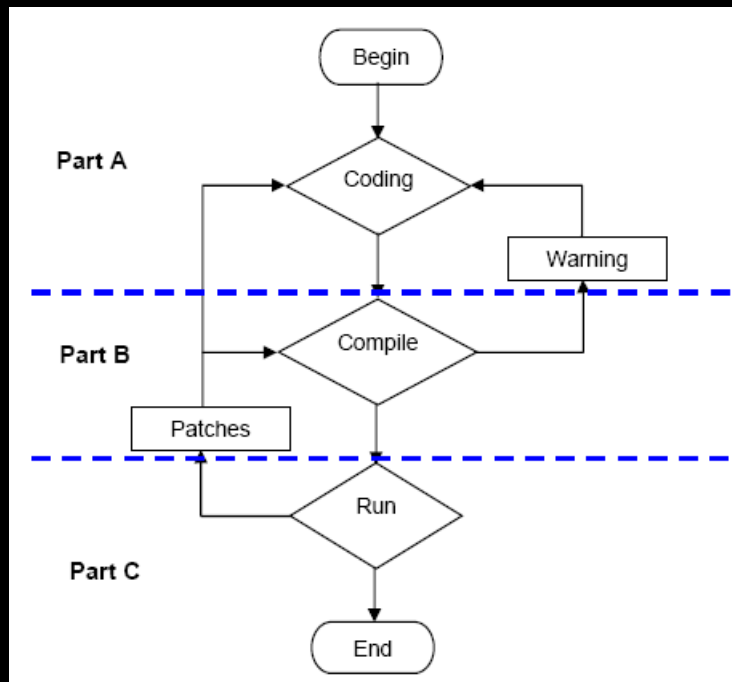 Begin
Part A
Coding
Warning
Compile
Part B
Patches
Run
Part C
End